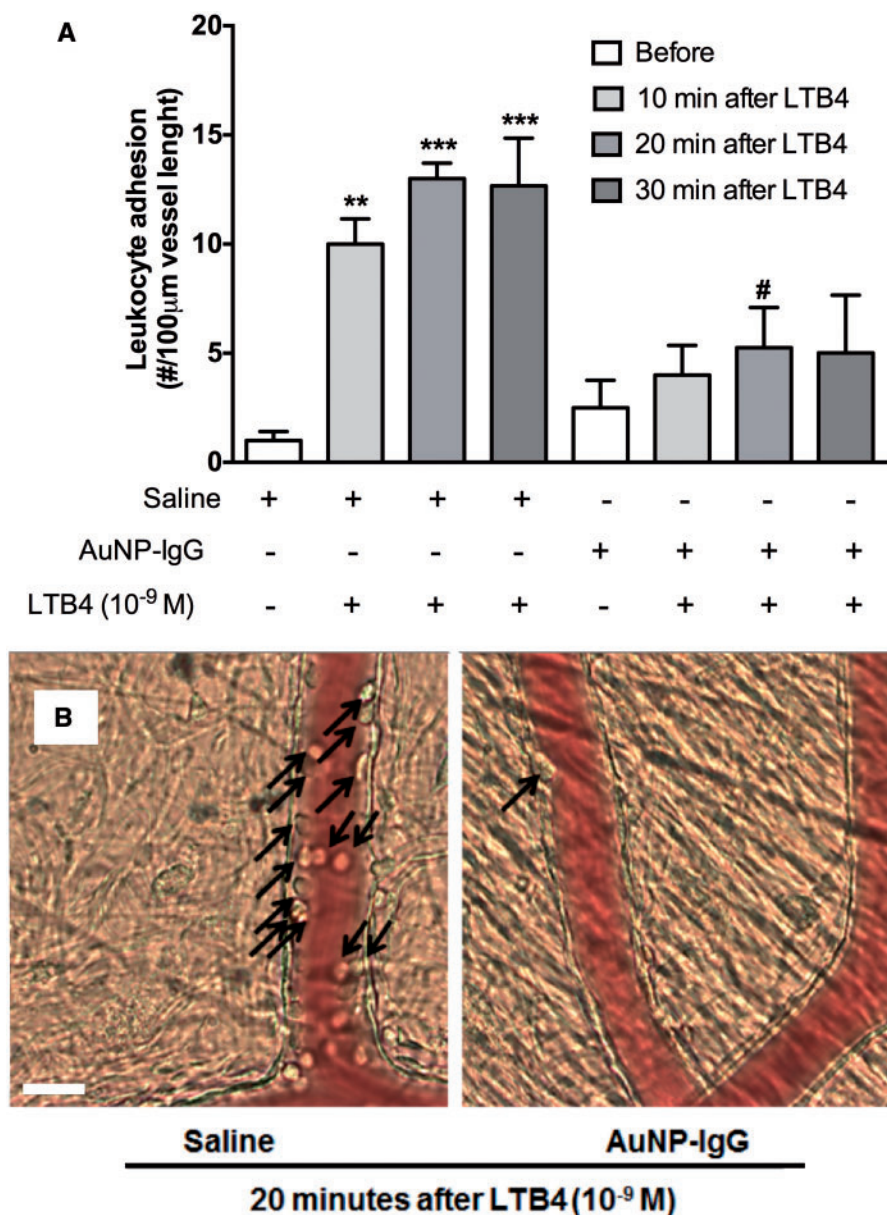 A
20
15
10
5
0
Leukocyte adhesion
(#/100µm vessel lenght)
Before
10 min after LTB4
20 min after LTB4
30 min after LTB4
** *** *** #
Saline + + + + - - - -
AuNP-IgG - - - - + + + +
LTB4 (10⁻⁹ M) - + + + - + + +
B
Saline AuNP-IgG
20 minutes after LTB4 (10⁻⁹ M)